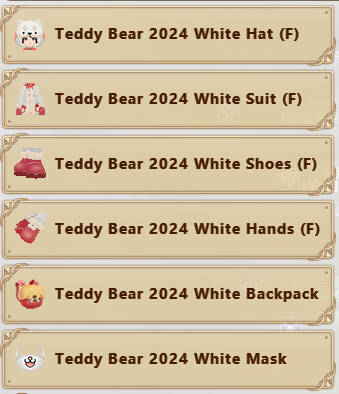 Teddy Bear 2024 White Hat (F)
Teddy Bear 2024 White Suit (F)
Teddy Bear 2024 White Shoes (F)
Teddy Bear 2024 White Hands (F)
Teddy Bear 2024 White Backpack
Teddy Bear 2024 White Mask